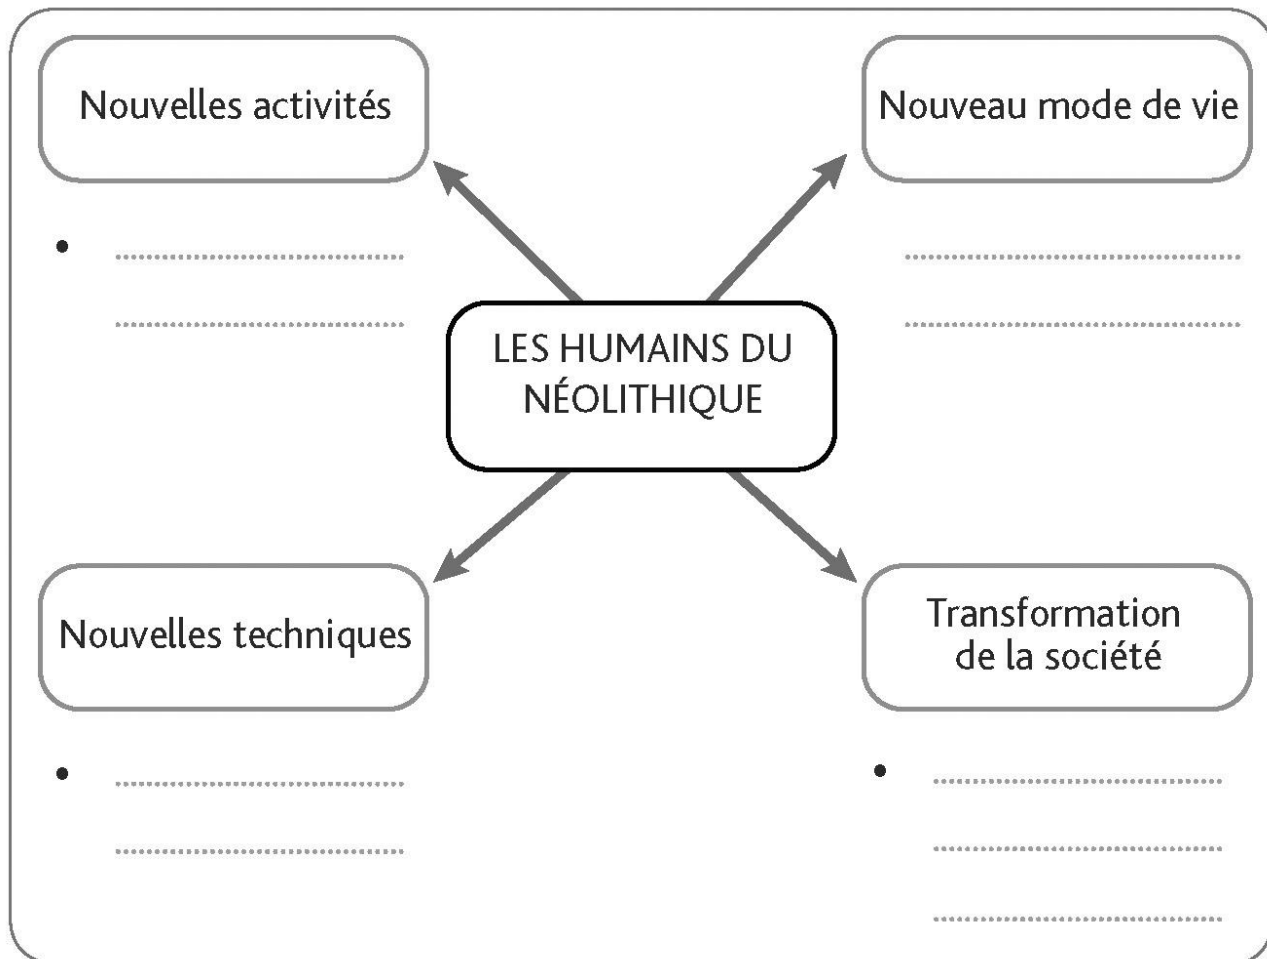 Nouvelles activités
Nouveau mode de vie
•
LES HUMAINS DU
NÉOLITHIQUE
Nouvelles techniques
Transformation
de la société
•
•